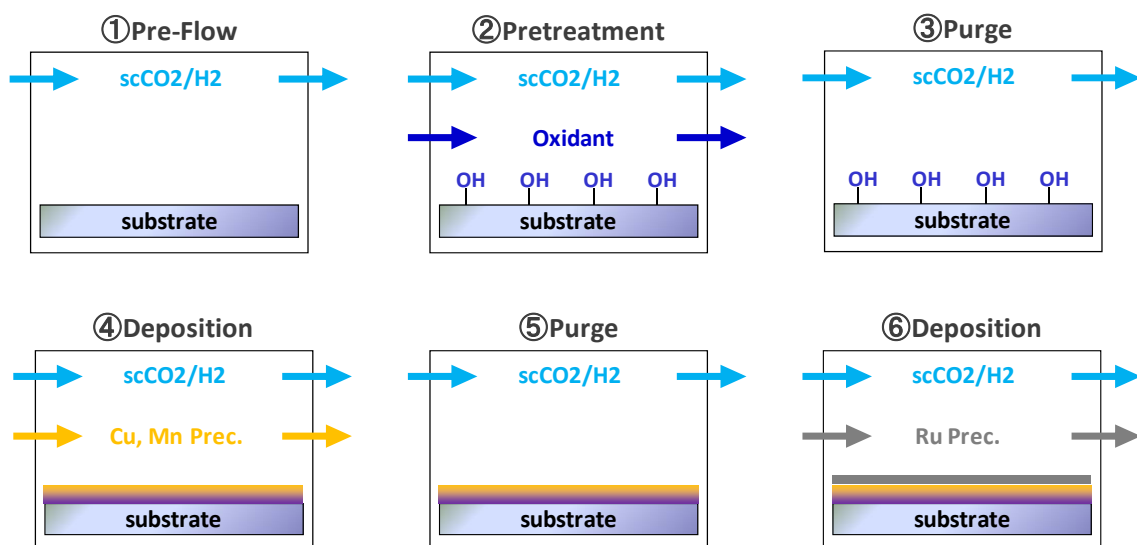 ①Pre-Flow
scCO2/H2
substrate
②Pretreatment
scCO2/H2
Oxidant
OH OH OH OH
substrate
③Purge
scCO2/H2
OH OH OH OH
substrate
④Deposition
scCO2/H2
Cu, Mn Prec.
substrate
⑤Purge
scCO2/H2
substrate
⑥Deposition
scCO2/H2
Ru Prec.
substrate